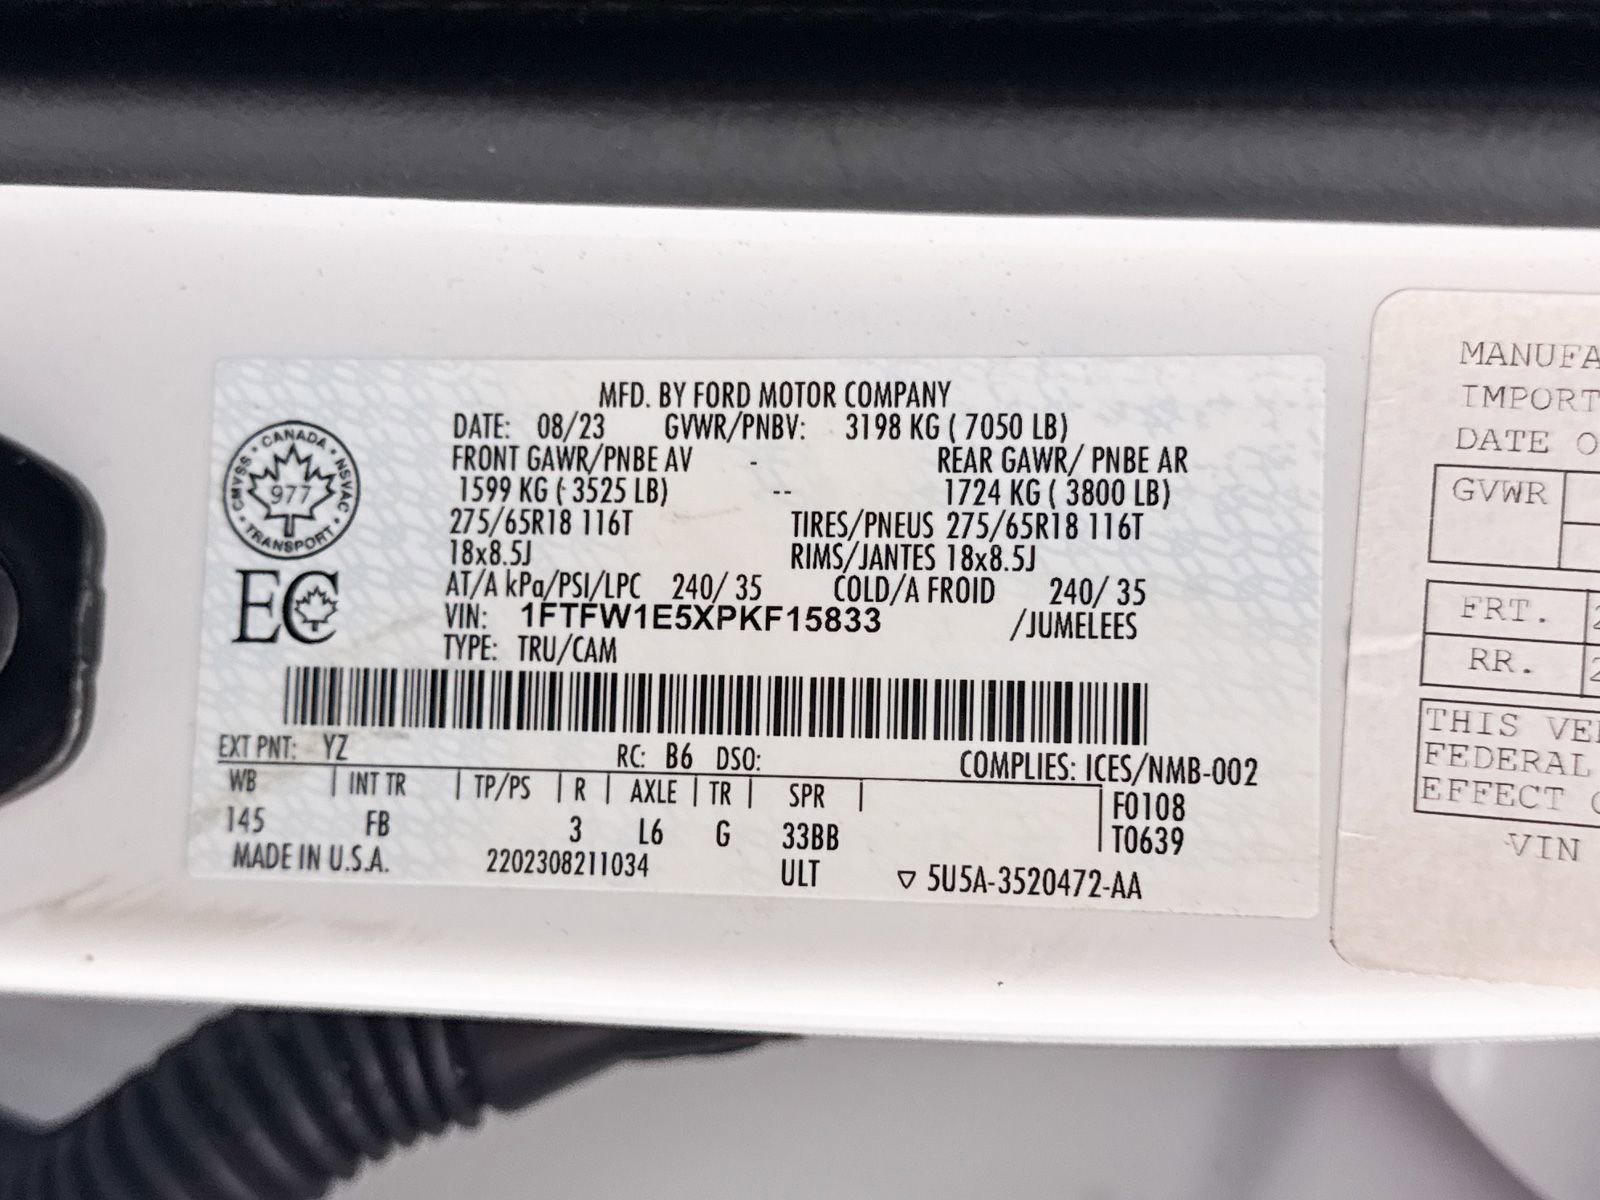 MFD. BY FORD MOTOR COMPANY
DATE: 08/23 GVWR/PNBV: 3198 KG ( 7050 LB)
FRONT GAWR/PNBE AV - REAR GAWR/ PNBE AR
1599 KG ( 3525 LB) -- 1724 KG ( 3800 LB)
275/65R18 116T TIRES/PNEUS 275/65R18 116T
18x8.5J RIMS/JANTES 18x8.5J
AT/A kPa/PSI/LPC 240/ 35 COLD/A FROID 240/ 35
VIN: 1FTFW1E5XPKF15833 /JUMELEES
TYPE: TRU/CAM
CANADA
NSVAC
TRANSPORT
CMVSS
977
EC
EXT PNT: YZ RC: B6 DSO: COMPLIES: ICES/NMB-002
WB | INT TR | TP/PS | R | AXLE | TR | SPR | F0108
145 FB 3 L6 G 33BB T0639
MADE IN U.S.A. 2202308211034 ULT ▽ 5U5A-3520472-AA
MANUFA
IMPORT
DATE O
GVWR
FRT. 2
RR. 2
THIS VE
FEDERAL
EFFECT
VIN